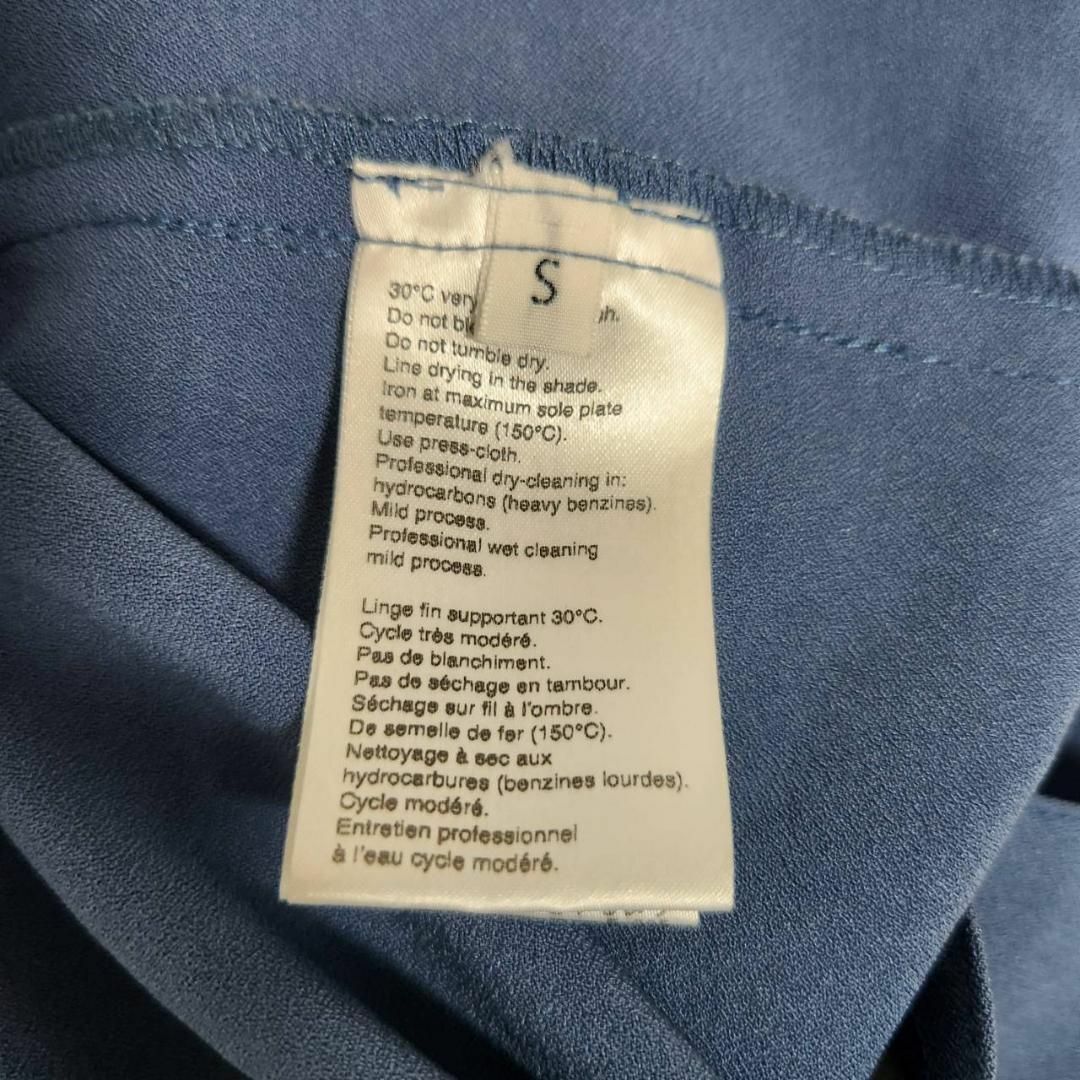 S
30°C very
Do not
Do not tumble dry.
Line drying in the shade.
Iron at maximum sole plate
temperature (150°C).
Use press-cloth.
Professional dry-cleaning in:
hydrocarbons (heavy benzines).
Mild process.
Professional wet cleaning
mild process.
Linge fin supportant 30°C.
Cycle très modéré.
Pas de blanchiment.
Pas de séchage en tambour.
Séchage sur fil à l'ombre.
De semelle de fer (150°C).
Nettoyage à sec aux
hydrocarbures (benzines lourdes).
Cycle modéré.
Entretien professionnel
à l'eau cycle modéré.